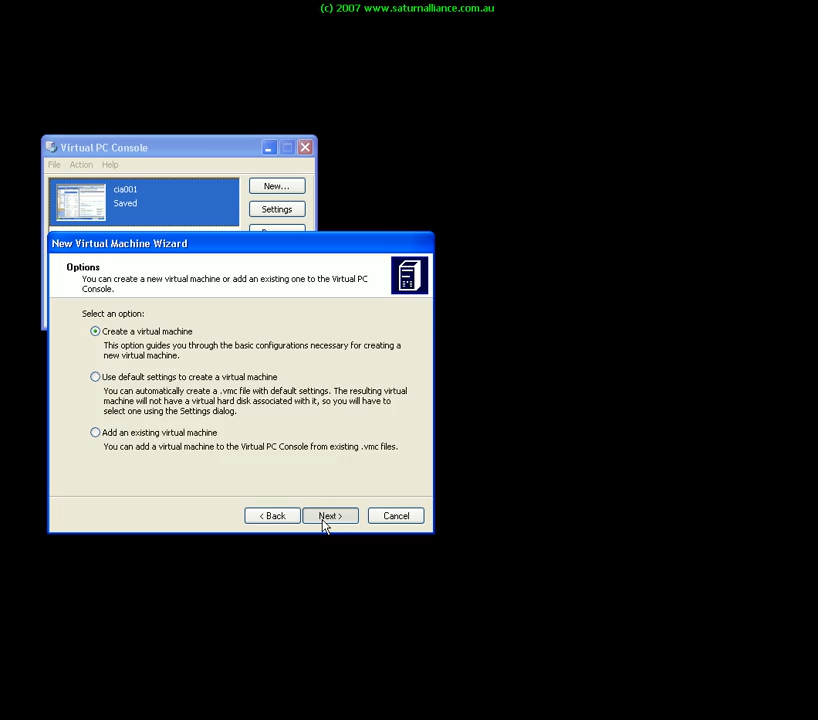 (c) 2007 www.saturnalliance.com.au
Virtual PC Console
File Action Help
cia001
Saved
New...
Settings
New Virtual Machine Wizard
Options
You can create a new virtual machine or add an existing one to the Virtual PC
Console.
Select an option:
Create a virtual machine
This option guides you through the basic configurations necessary for creating a
new virtual machine.
Use default settings to create a virtual machine
You can automatically create a .vmc file with default settings. The resulting virtual
machine will not have a virtual hard disk associated with it, so you will have to
select one using the Settings dialog.
Add an existing virtual machine
You can add a virtual machine to the Virtual PC Console from existing .vmc files.
< Back
Next >
Cancel